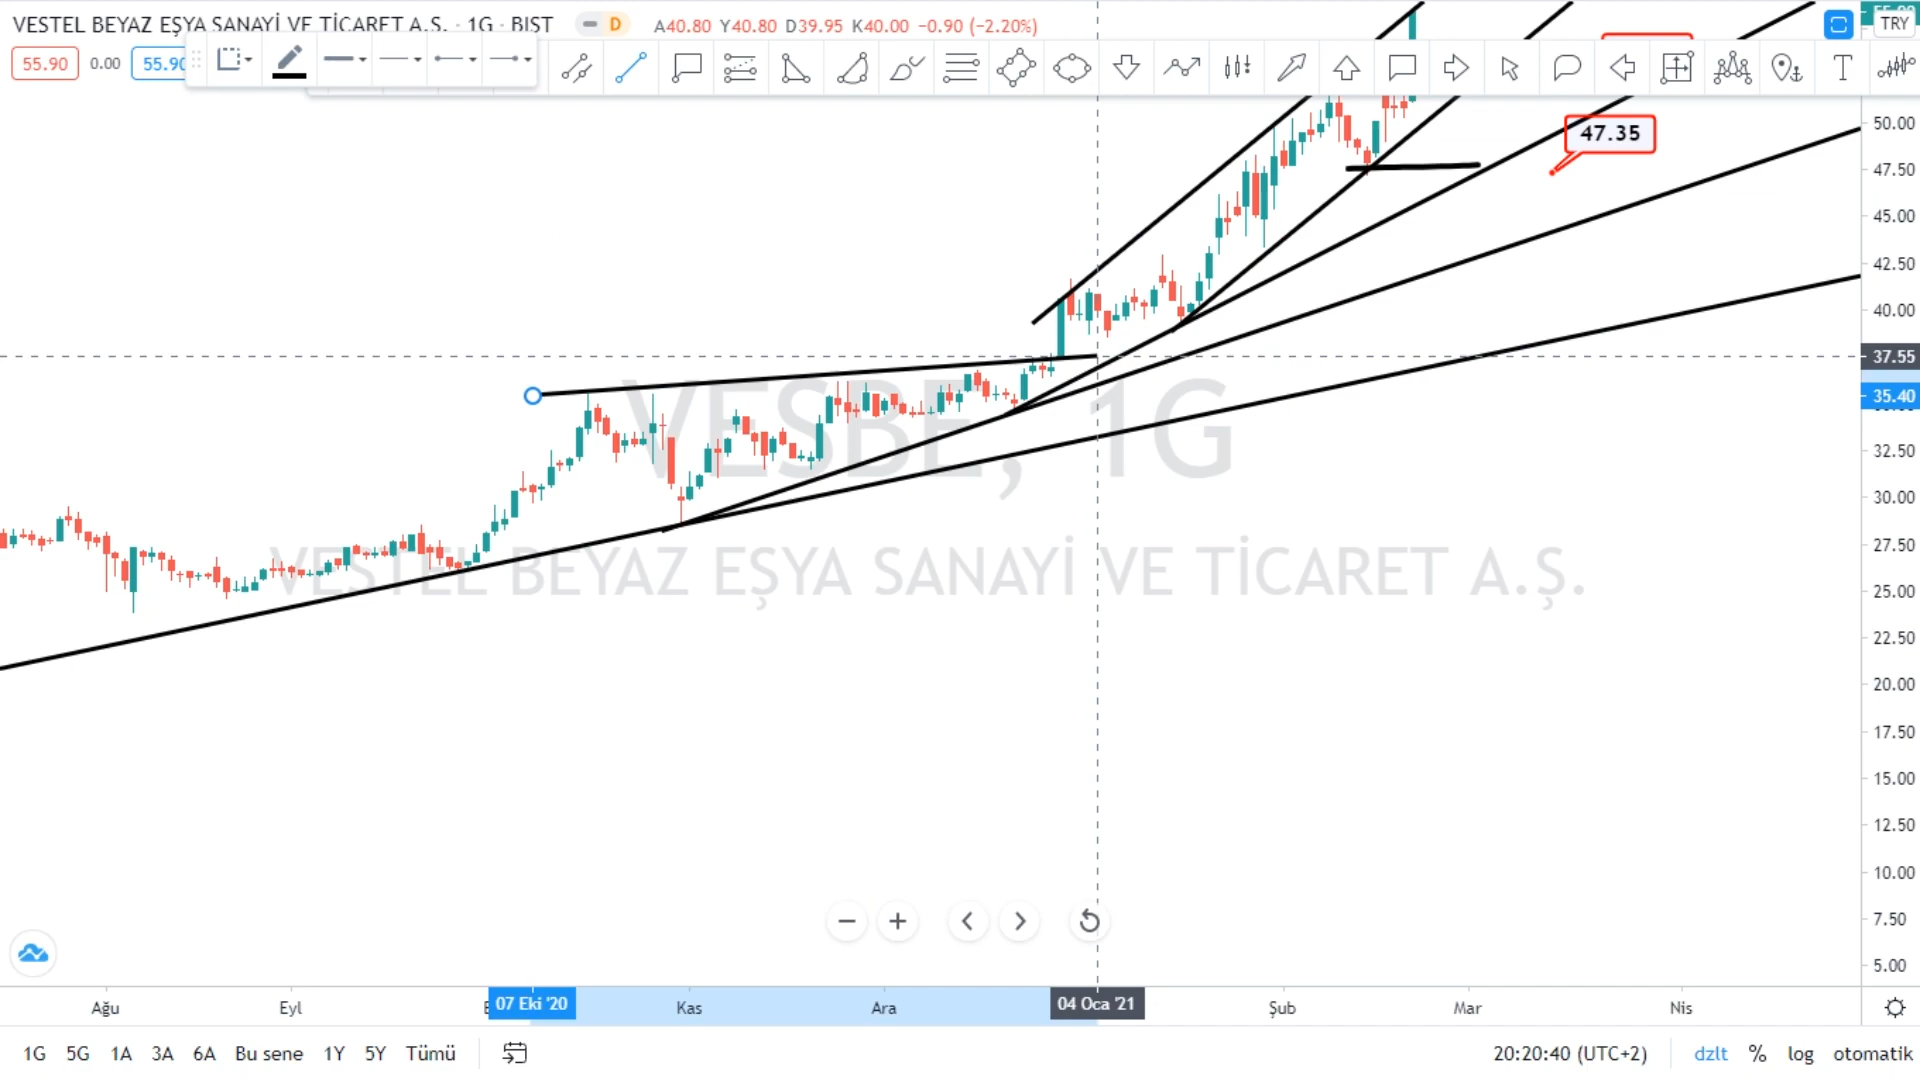 VESTEL BEYAZ EŞYA SANAYİ VE TİCARET A.Ş. · 1G · BIST D A40.80 Y40.80 D39.95 K40.00 −0.90 (−2.20%)
TRY
55.90 0.00 55.90
T
50.00
47.35
47.50
45.00
42.50
40.00
37.55
35.40
VESBE, 1G
32.50
30.00
27.50
VESTEL BEYAZ EŞYA SANAYİ VE TİCARET A.Ş.
25.00
22.50
20.00
17.50
15.00
12.50
10.00
7.50
5.00
Ağu Eyl 07 Eki '20 Kas Ara 04 Oca '21 Şub Mar Nis
1G 5G 1A 3A 6A Bu sene 1Y 5Y Tümü 20:20:40 (UTC+2) dzlt % log otomatik